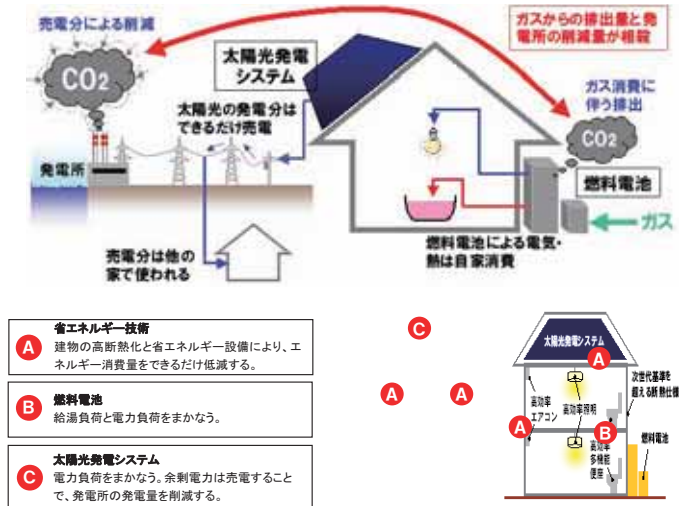 売電分による削減
ガスからの排出量と発
電所の削減量が相殺
CO2
太陽光発電
システム
ガス消費に
伴う排出
太陽光の発電分は
できるだけ売電
CO2
発電所
燃料電池
ガス
売電分は他の
家で使われる
燃料電池による電気・
熱は自家消費
A
省エネルギー技術
建物の高断熱化と省エネルギー設備により、エ
ネルギー消費量をできるだけ低減する。
B
燃料電池
給湯負荷と電力負荷をまかなう。
C
太陽光発電システム
電力負荷をまかなう。余剰電力は売電すること
で、発電所の発電量を削減する。
C
A
A
太陽光発電システム
A
次世代基準を
超える断熱仕様
高効率
エアコン
高効率照明
A
B
高効率
多機能
便座
燃料電池